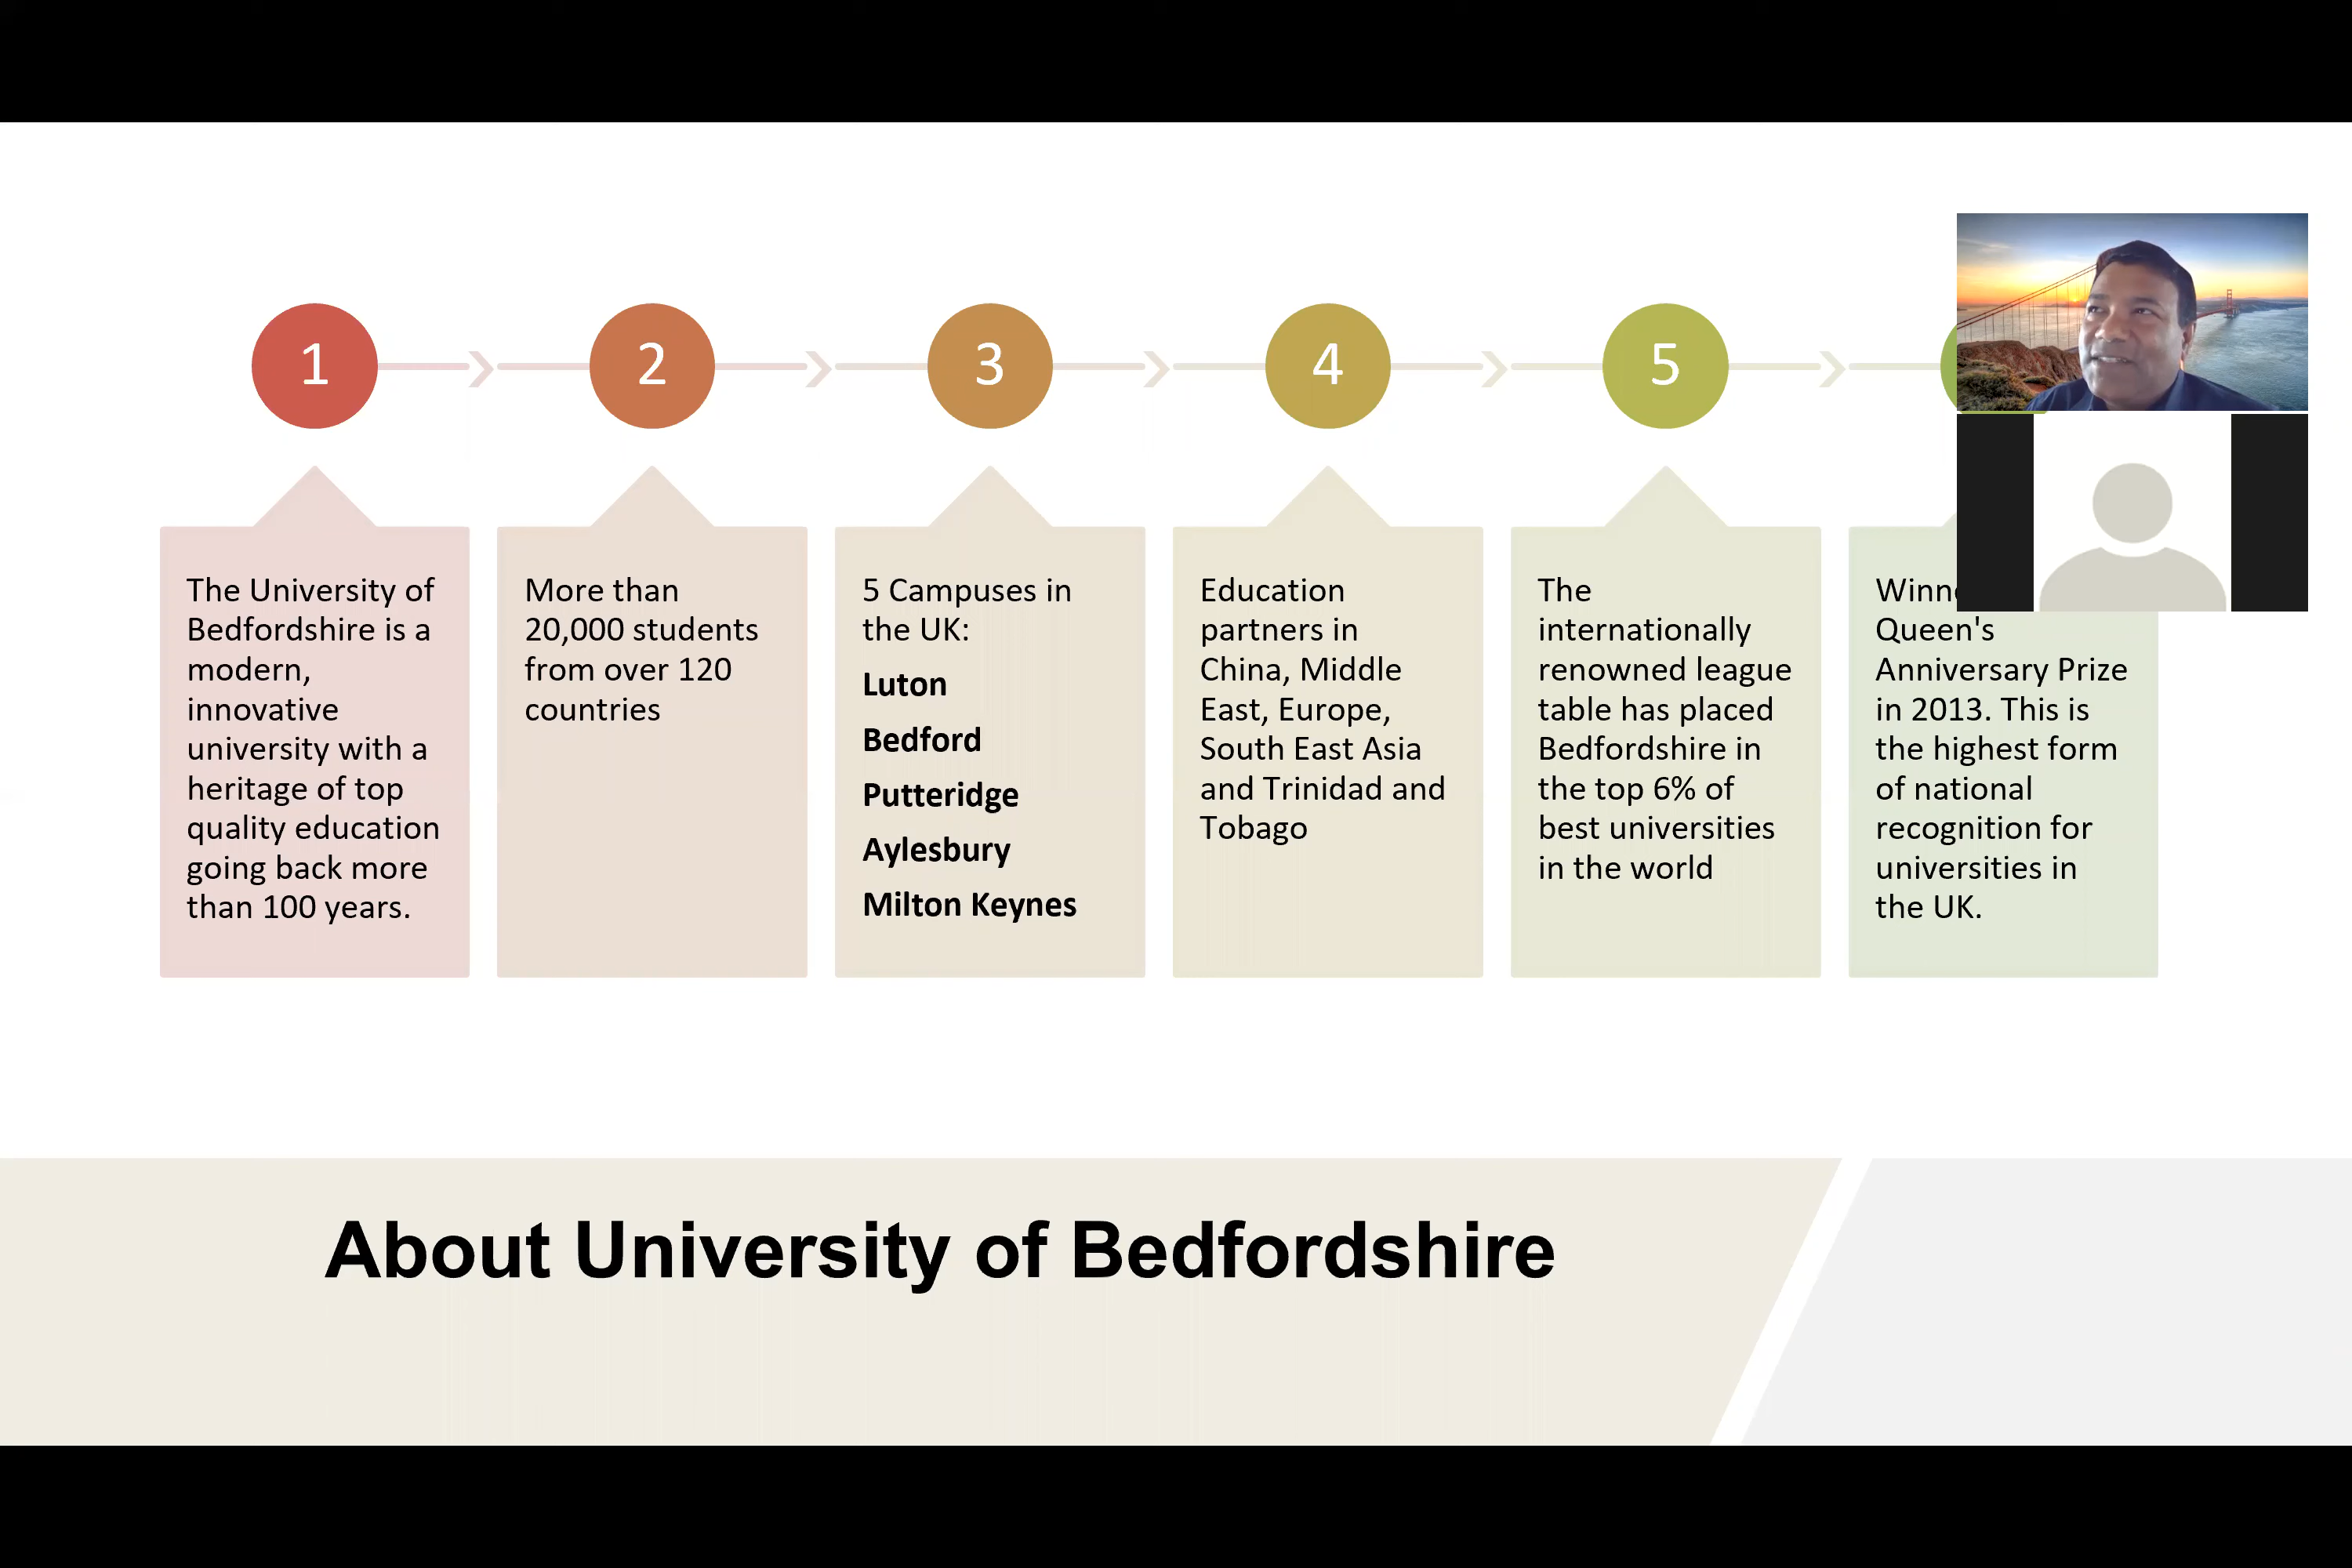 1
2
3
4
5
The University of
Bedfordshire is a
modern,
innovative
university with a
heritage of top
quality education
going back more
than 100 years.
More than
20,000 students
from over 120
countries
5 Campuses in
the UK:
Luton
Bedford
Putteridge
Aylesbury
Milton Keynes
Education
partners in
China, Middle
East, Europe,
South East Asia
and Trinidad and
Tobago
The
internationally
renowned league
table has placed
Bedfordshire in
the top 6% of
best universities
in the world
Queen's
Anniversary Prize
in 2013. This is
the highest form
of national
recognition for
universities in
the UK.
About University of Bedfordshire